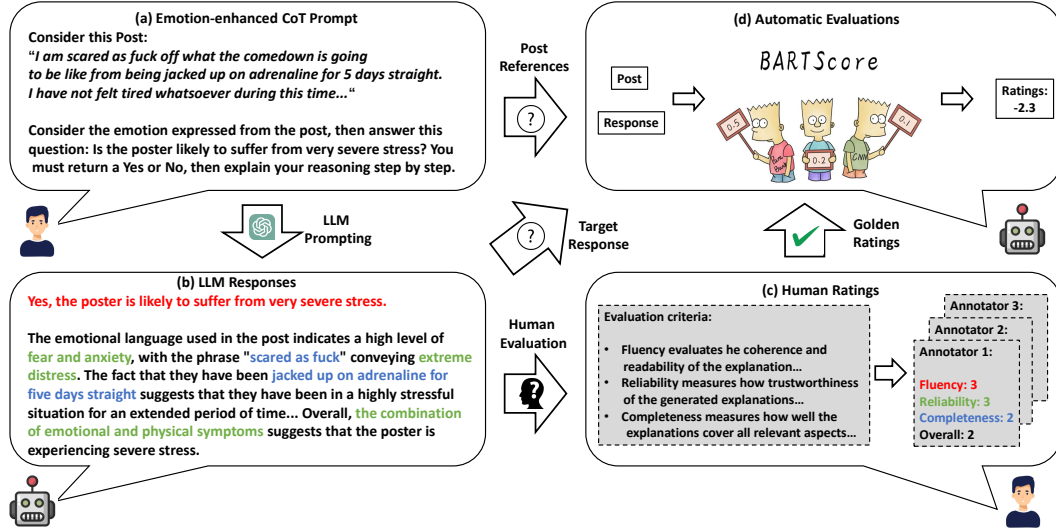 (a) Emotion-enhanced CoT Prompt
Consider this Post:
“I am scared as fuck off what the comedown is going
to be like from being jacked up on adrenaline for 5 days straight.
I have not felt tired whatsoever during this time...“
Consider the emotion expressed from the post, then answer this
question: Is the poster likely to suffer from very severe stress? You
must return a Yes or No, then explain your reasoning step by step.
Post
References
?
(d) Automatic Evaluations
BARTScore
Post
Response
0.5
0.2
0.1
Ratings:
-2.3
LLM
Prompting
?
Target
Response
Golden
Ratings
(b) LLM Responses
Yes, the poster is likely to suffer from very severe stress.
The emotional language used in the post indicates a high level of
fear and anxiety, with the phrase "scared as fuck" conveying extreme
distress. The fact that they have been jacked up on adrenaline for
five days straight suggests that they have been in a highly stressful
situation for an extended period of time... Overall, the combination
of emotional and physical symptoms suggests that the poster is
experiencing severe stress.
Human
Evaluation
?
(c) Human Ratings
Evaluation criteria:
• Fluency evaluates he coherence and
readability of the explanation...
• Reliability measures how trustworthiness
of the generated explanations...
• Completeness measures how well the
explanations cover all relevant aspects...
Annotator 3:
Annotator 2:
Annotator 1:
Fluency: 3
Reliability: 3
Completeness: 2
Overall: 2